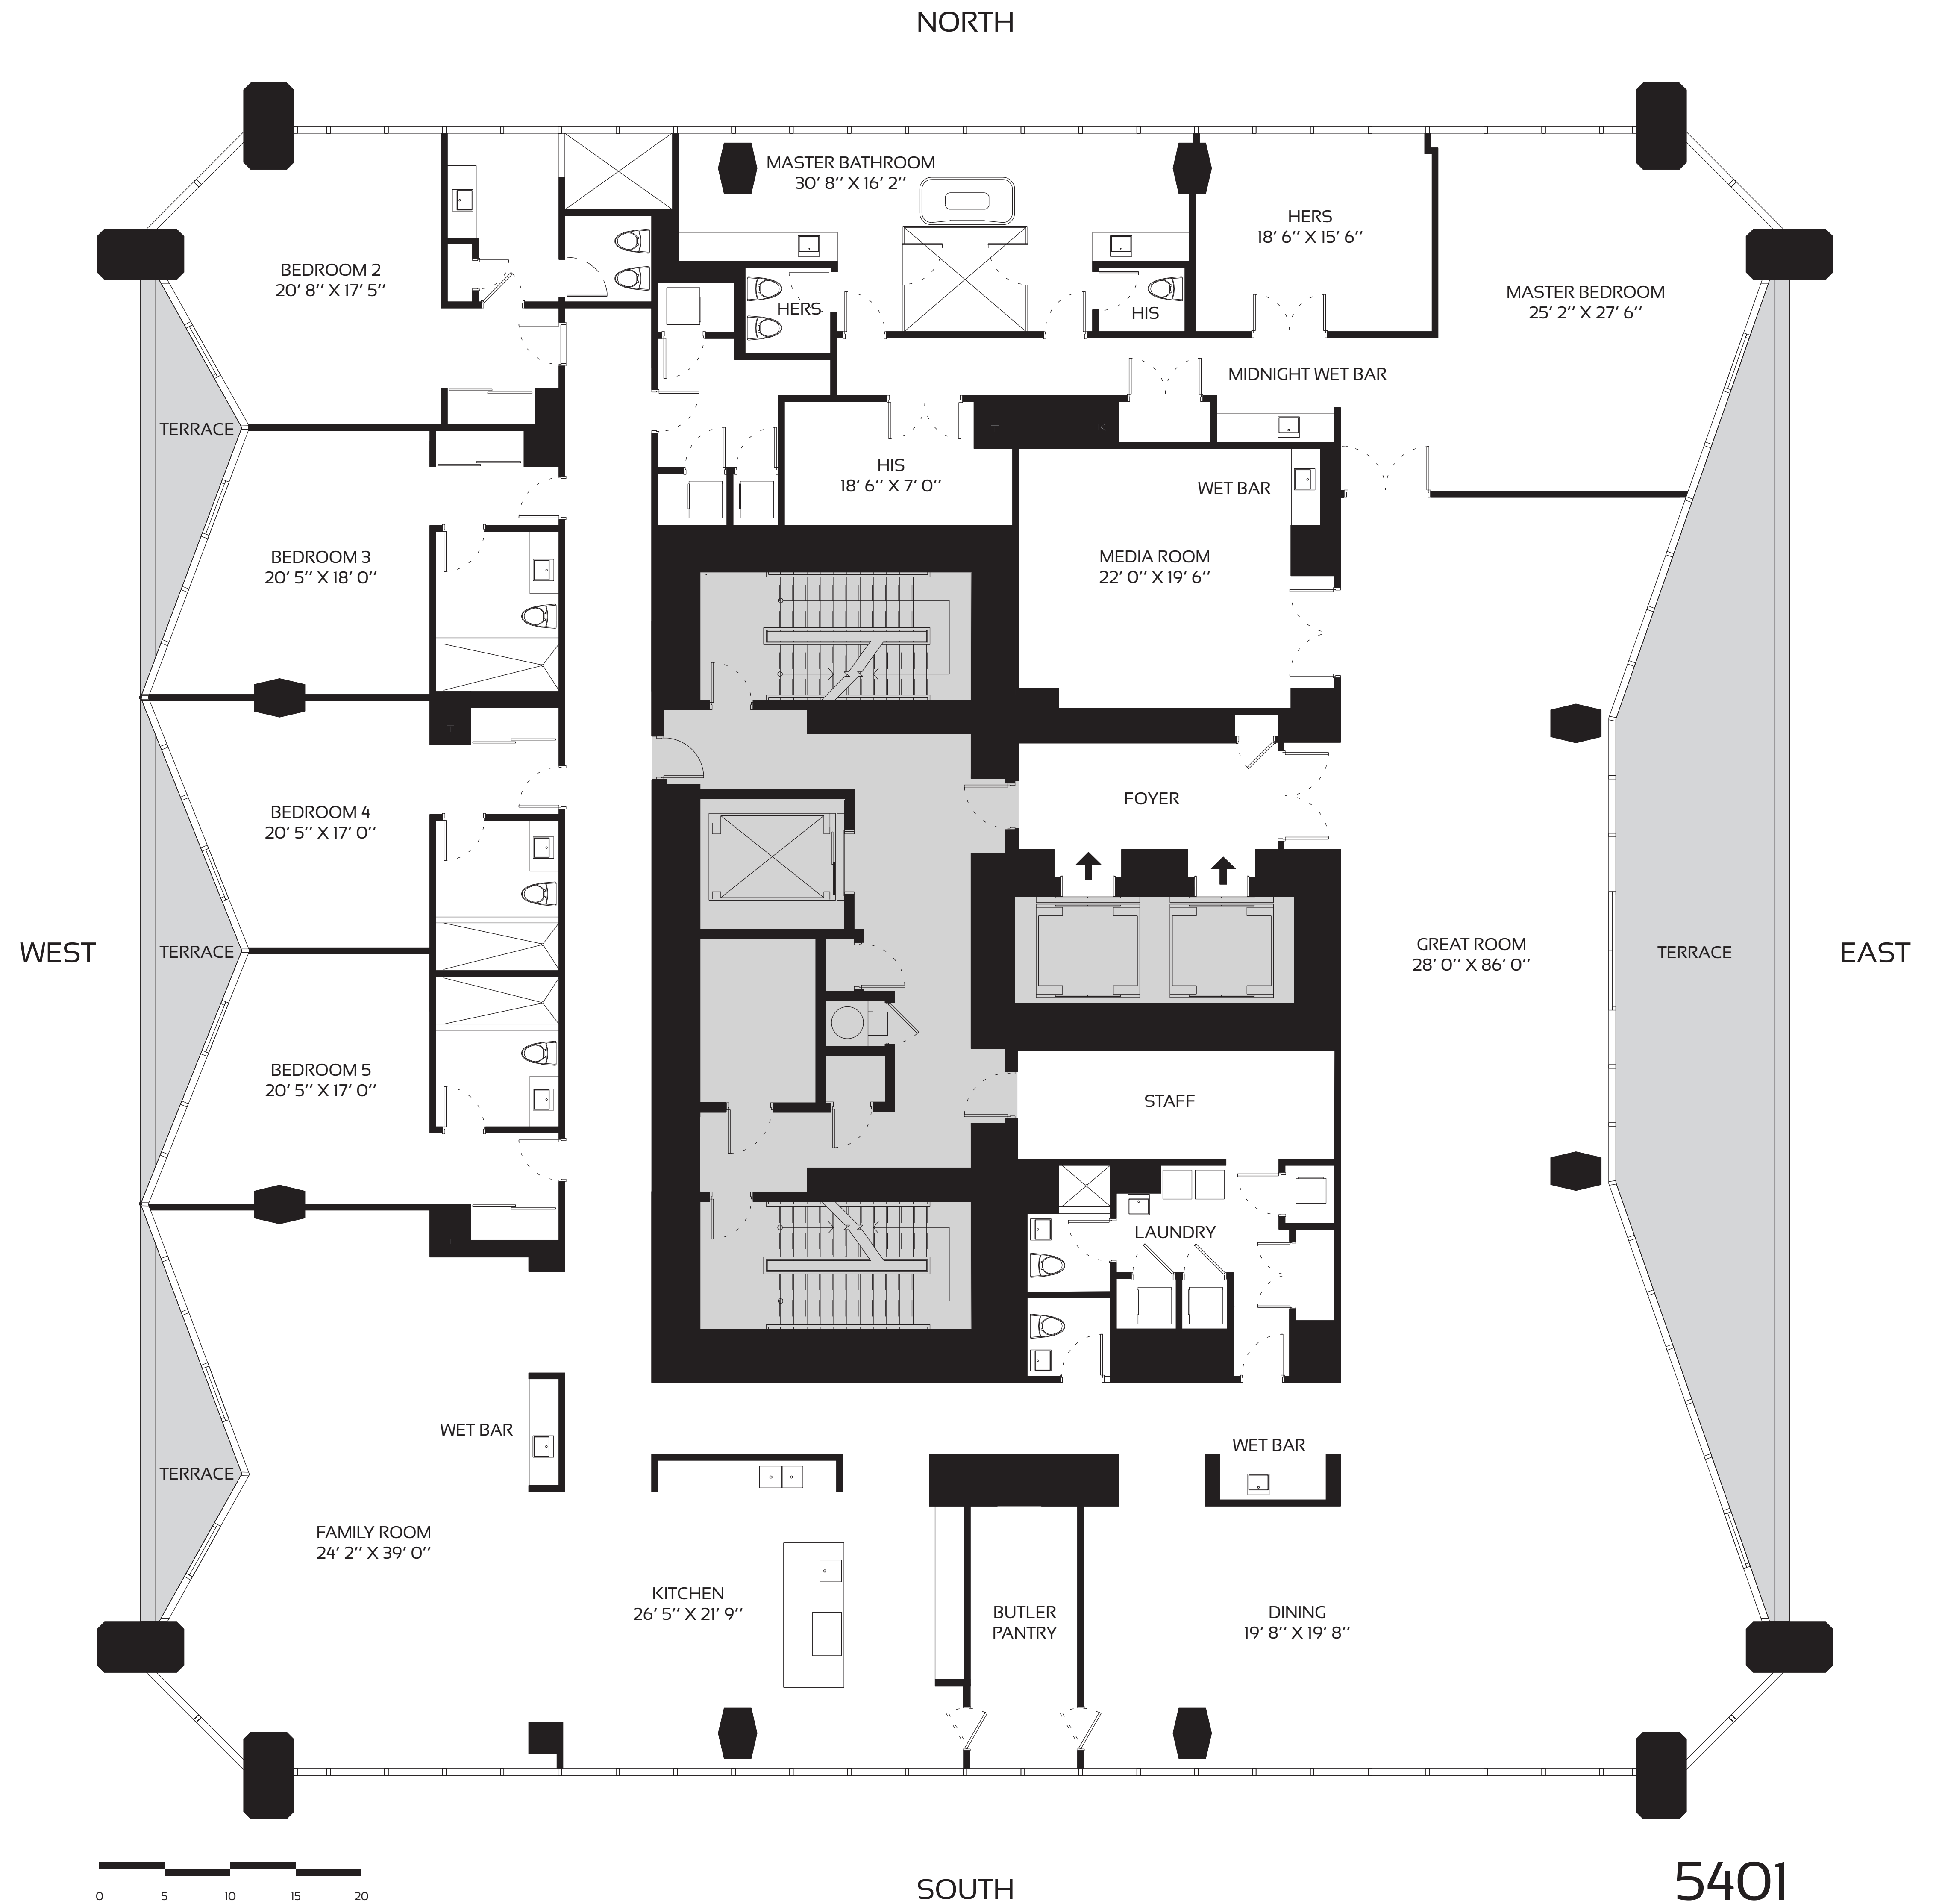 NORTH
MASTER BATHROOM
30' 8'' X 16' 2''
HERS
18' 6'' X 15' 6''
BEDROOM 2
20' 8'' X 17' 5''
MASTER BEDROOM
25' 2'' X 27' 6''
HERS
HIS
MIDNIGHT WET BAR
TERRACE
T
T
K
HIS
18' 6'' X 7' 0''
WET BAR
BEDROOM 3
20' 5'' X 18' 0''
MEDIA ROOM
22' 0'' X 19' 6''
T
BEDROOM 4
20' 5'' X 17' 0''
FOYER
WEST
TERRACE
GREAT ROOM
28' 0'' X 86' 0''
TERRACE
EAST
BEDROOM 5
20' 5'' X 17' 0''
STAFF
T
LAUNDRY
WET BAR
WET BAR
TERRACE
FAMILY ROOM
24' 2'' X 39' 0''
KITCHEN
26' 5'' X 21' 9''
BUTLER
PANTRY
DINING
19' 8'' X 19' 8''
0 5 10 15 20
SOUTH
5401